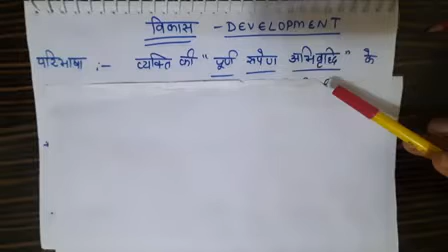 विकास - DEVELOPMENT
परिभाषा :- व्यक्ति की " पूर्ण रुपेण अभिवृद्धि " के